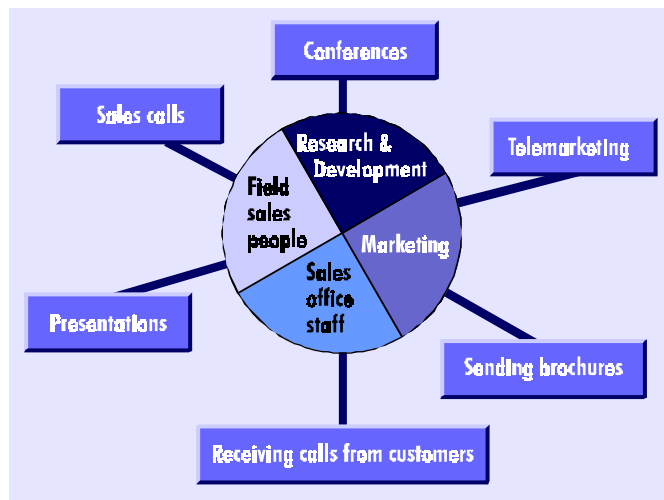 Conferences
Sales calls
Telemarketing
Research &
Development
Field
sales
people
Marketing
Sales
office
staff
Presentations
Sending brochures
Receiving calls from customers